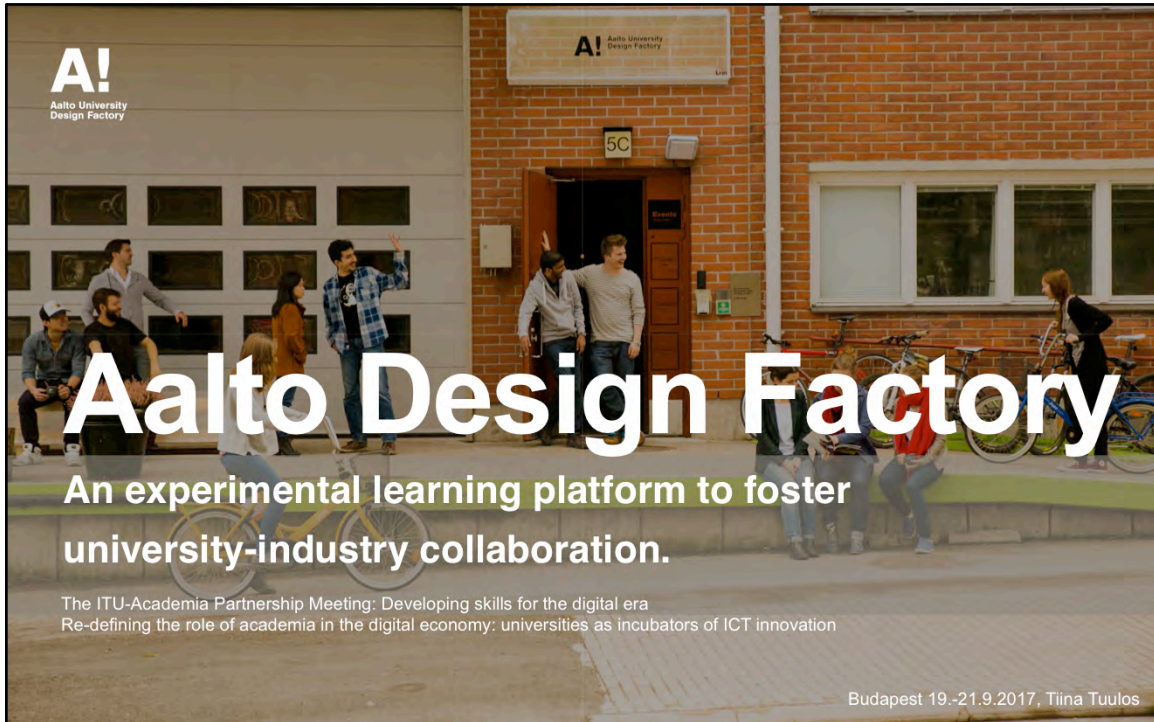 A!
Aalto University
Design Factory
A!
Aalto University
Design Factory
5C
Events
Aalto Design Factory
An experimental learning platform to foster
university-industry collaboration.
The ITU-Academia Partnership Meeting: Developing skills for the digital era
Re-defining the role of academia in the digital economy: universities as incubators of ICT innovation
Budapest 19.-21.9.2017, Tiina Tuulos